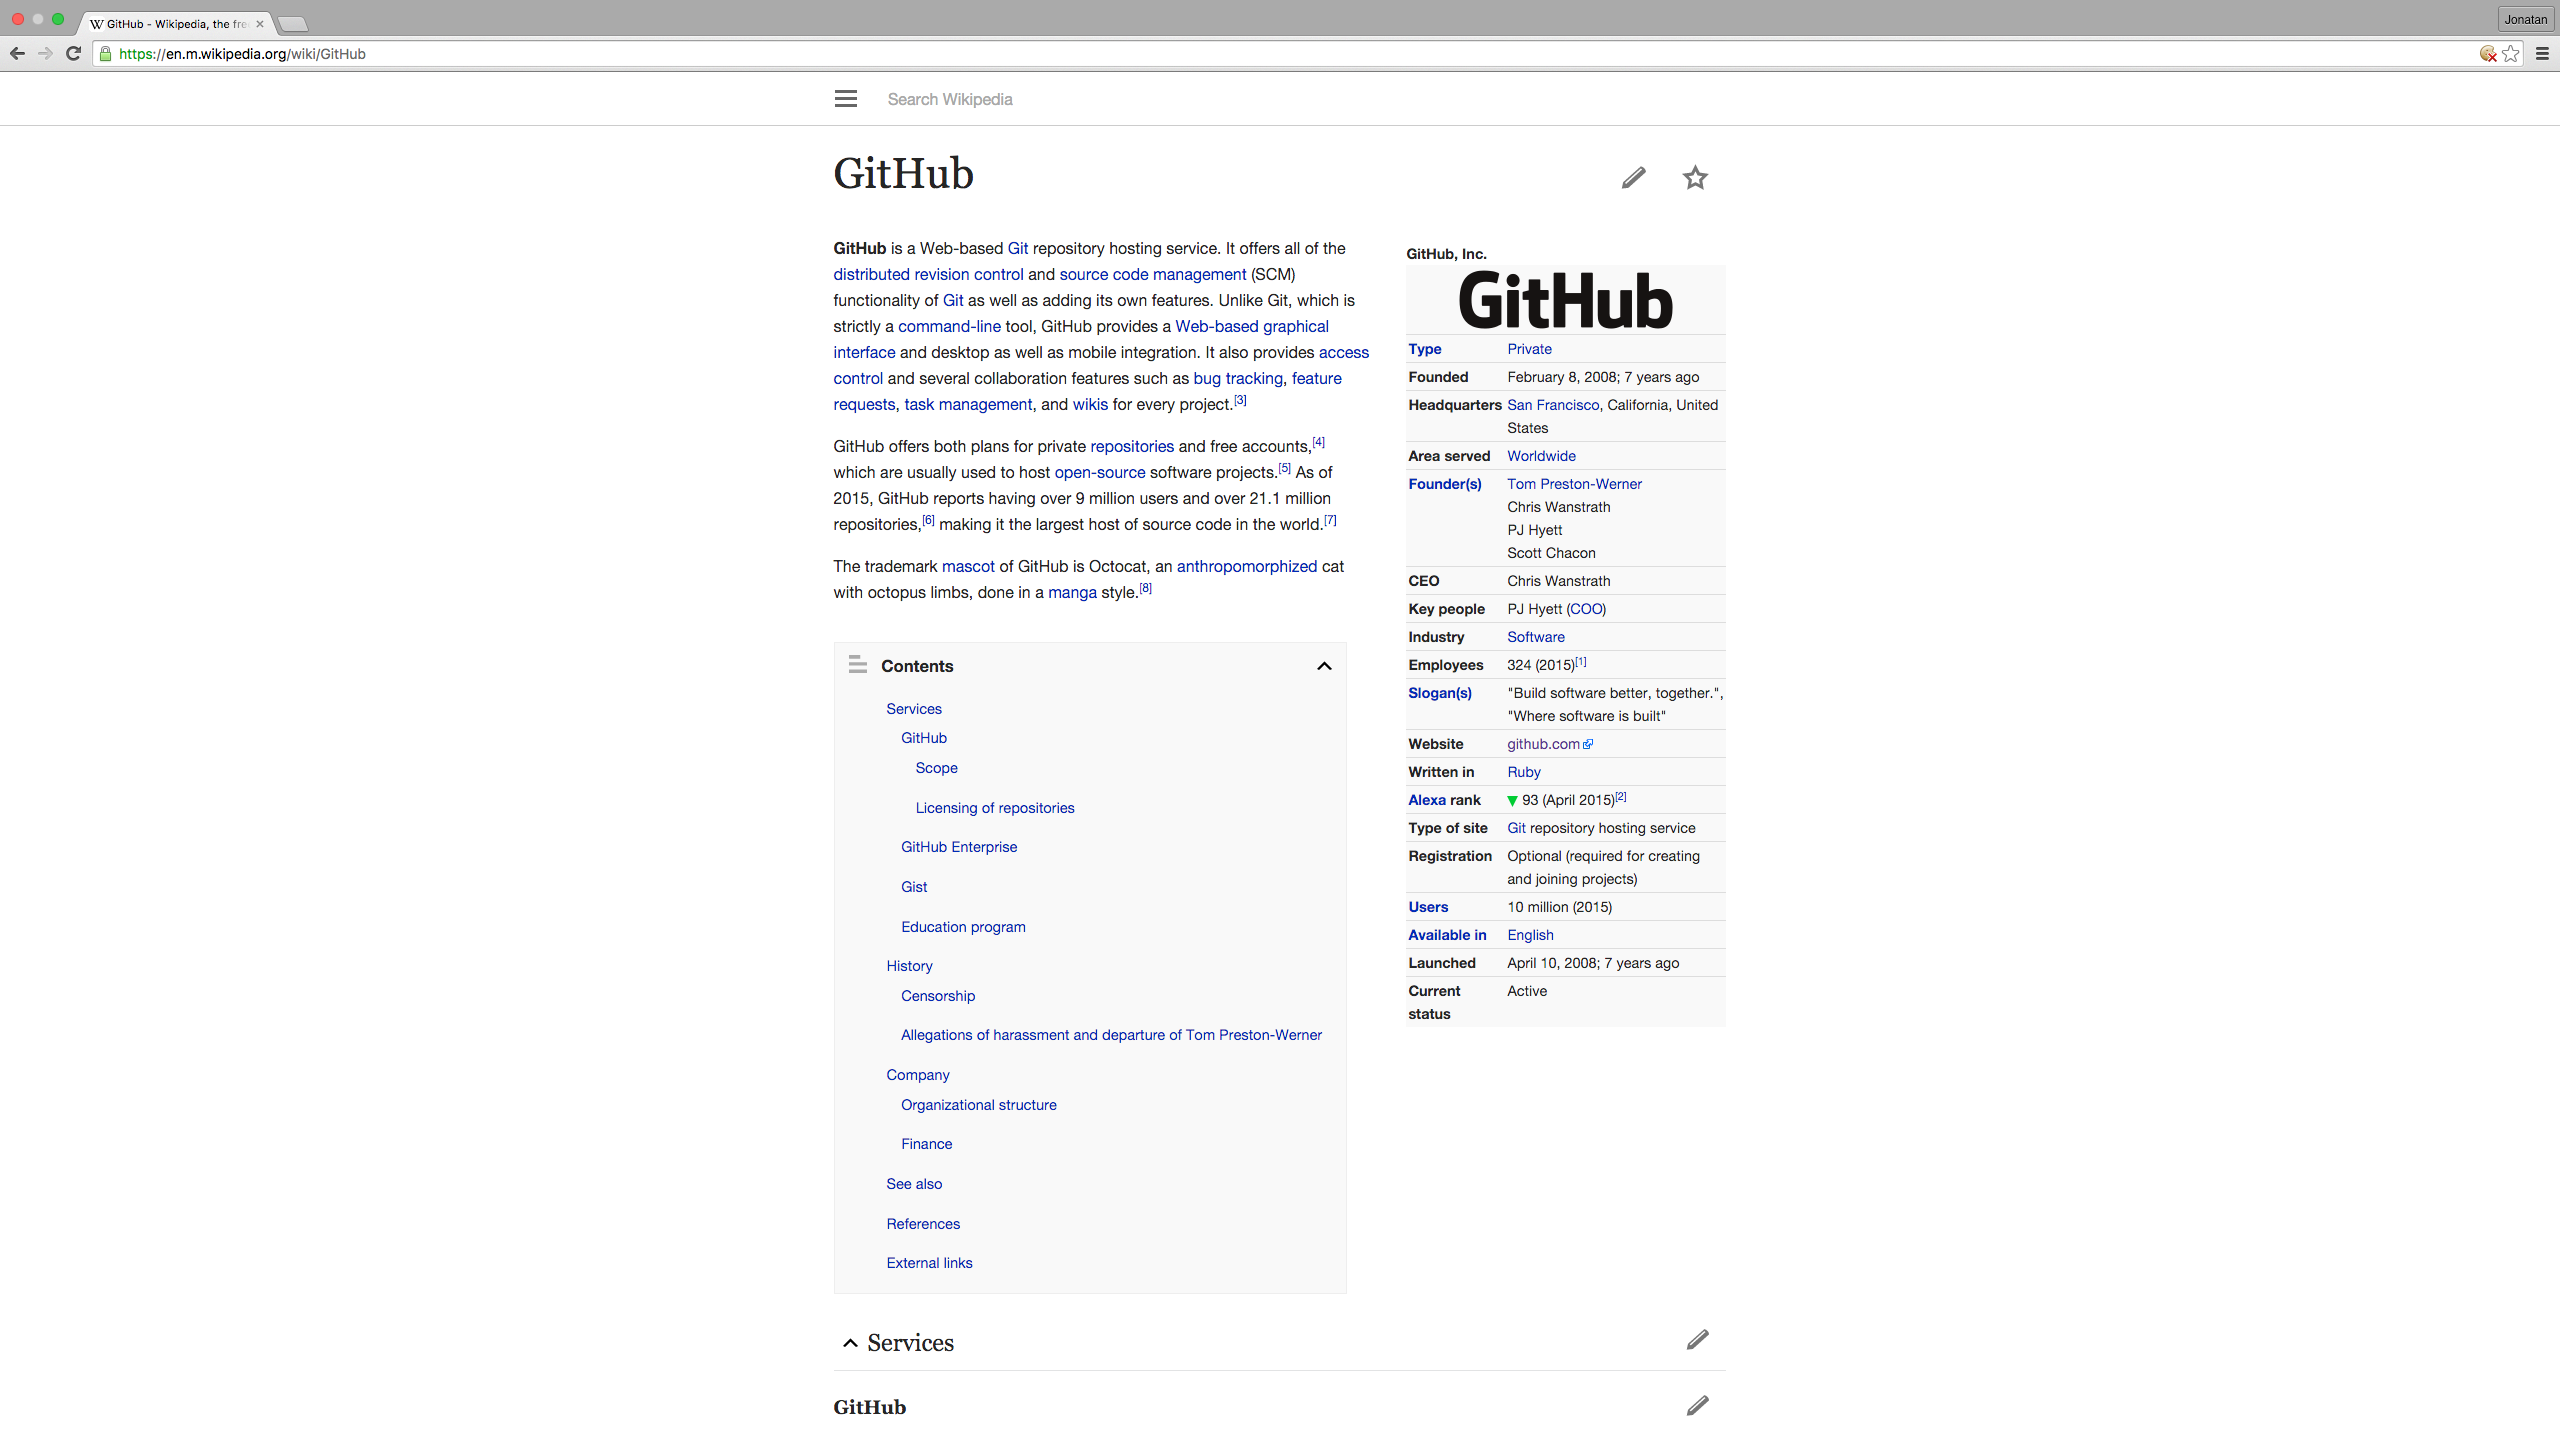 GitHub - Wikipedia, the fre
Jonatan
https://en.m.wikipedia.org/wiki/GitHub
Search Wikipedia
GitHub
GitHub is a Web-based Git repository hosting service. It offers all of the
distributed revision control and source code management (SCM)
functionality of Git as well as adding its own features. Unlike Git, which is
strictly a command-line tool, GitHub provides a Web-based graphical
interface and desktop as well as mobile integration. It also provides access
control and several collaboration features such as bug tracking, feature
requests, task management, and wikis for every project.[3]
GitHub offers both plans for private repositories and free accounts,[4]
which are usually used to host open-source software projects.[5] As of
2015, GitHub reports having over 9 million users and over 21.1 million
repositories,[6] making it the largest host of source code in the world.[7]
The trademark mascot of GitHub is Octocat, an anthropomorphized cat
with octopus limbs, done in a manga style.[8]
Contents
Services
GitHub
Scope
Licensing of repositories
GitHub Enterprise
Gist
Education program
History
Censorship
Allegations of harassment and departure of Tom Preston-Werner
Company
Organizational structure
Finance
See also
References
External links
GitHub, Inc.
GitHub
Type Private
Founded February 8, 2008; 7 years ago
Headquarters San Francisco, California, United
States
Area served Worldwide
Founder(s) Tom Preston-Werner
Chris Wanstrath
PJ Hyett
Scott Chacon
CEO Chris Wanstrath
Key people PJ Hyett (COO)
Industry Software
Employees 324 (2015)[1]
Slogan(s) "Build software better, together.",
"Where software is built"
Website github.com
Written in Ruby
Alexa rank ▼ 93 (April 2015)[2]
Type of site Git repository hosting service
Registration Optional (required for creating
and joining projects)
Users 10 million (2015)
Available in English
Launched April 10, 2008; 7 years ago
Current Active
status
Services
GitHub